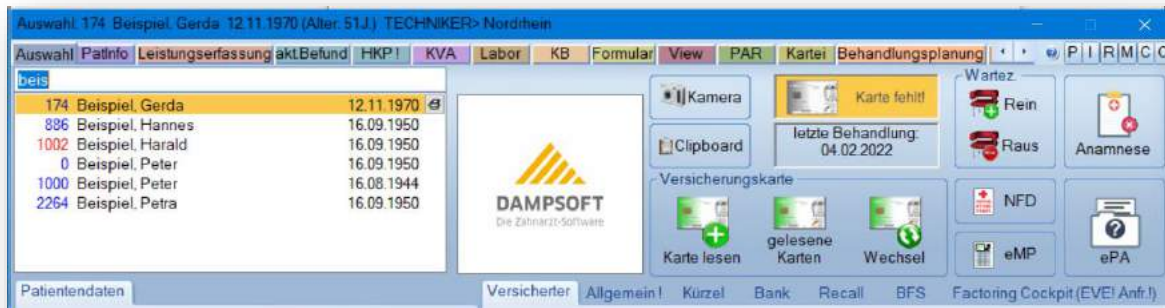 Auswahl: 174 Beispiel, Gerda 12.11.1970 (Alter: 51J.) TECHNIKER> Nordrhein
Auswahl PatInfo Leistungserfassung akt.Befund HKP! KVA Labor KB Formular View PAR Kartei Behandlungsplanung P I R M C C
beis
174 Beispiel, Gerda 12.11.1970
886 Beispiel, Hannes 16.09.1950
1002 Beispiel, Harald 16.09.1950
0 Beispiel, Peter 16.09.1950
1000 Beispiel, Peter 16.08.1944
2264 Beispiel, Petra 16.09.1950
DAMPSOFT
Die Zahnarzt-Software
Kamera
Clipboard
Karte fehlt!
letzte Behandlung:
04.02.2022
Versicherungskarte
Karte lesen
gelesene
Karten
Wechsel
Wartez.
Rein
Raus
NFD
eMP
Anamnese
ePA
Patientendaten
Versicherter Allgemein! Kürzel Bank Recall BFS Factoring Cockpit (EVE! Anfr.!)